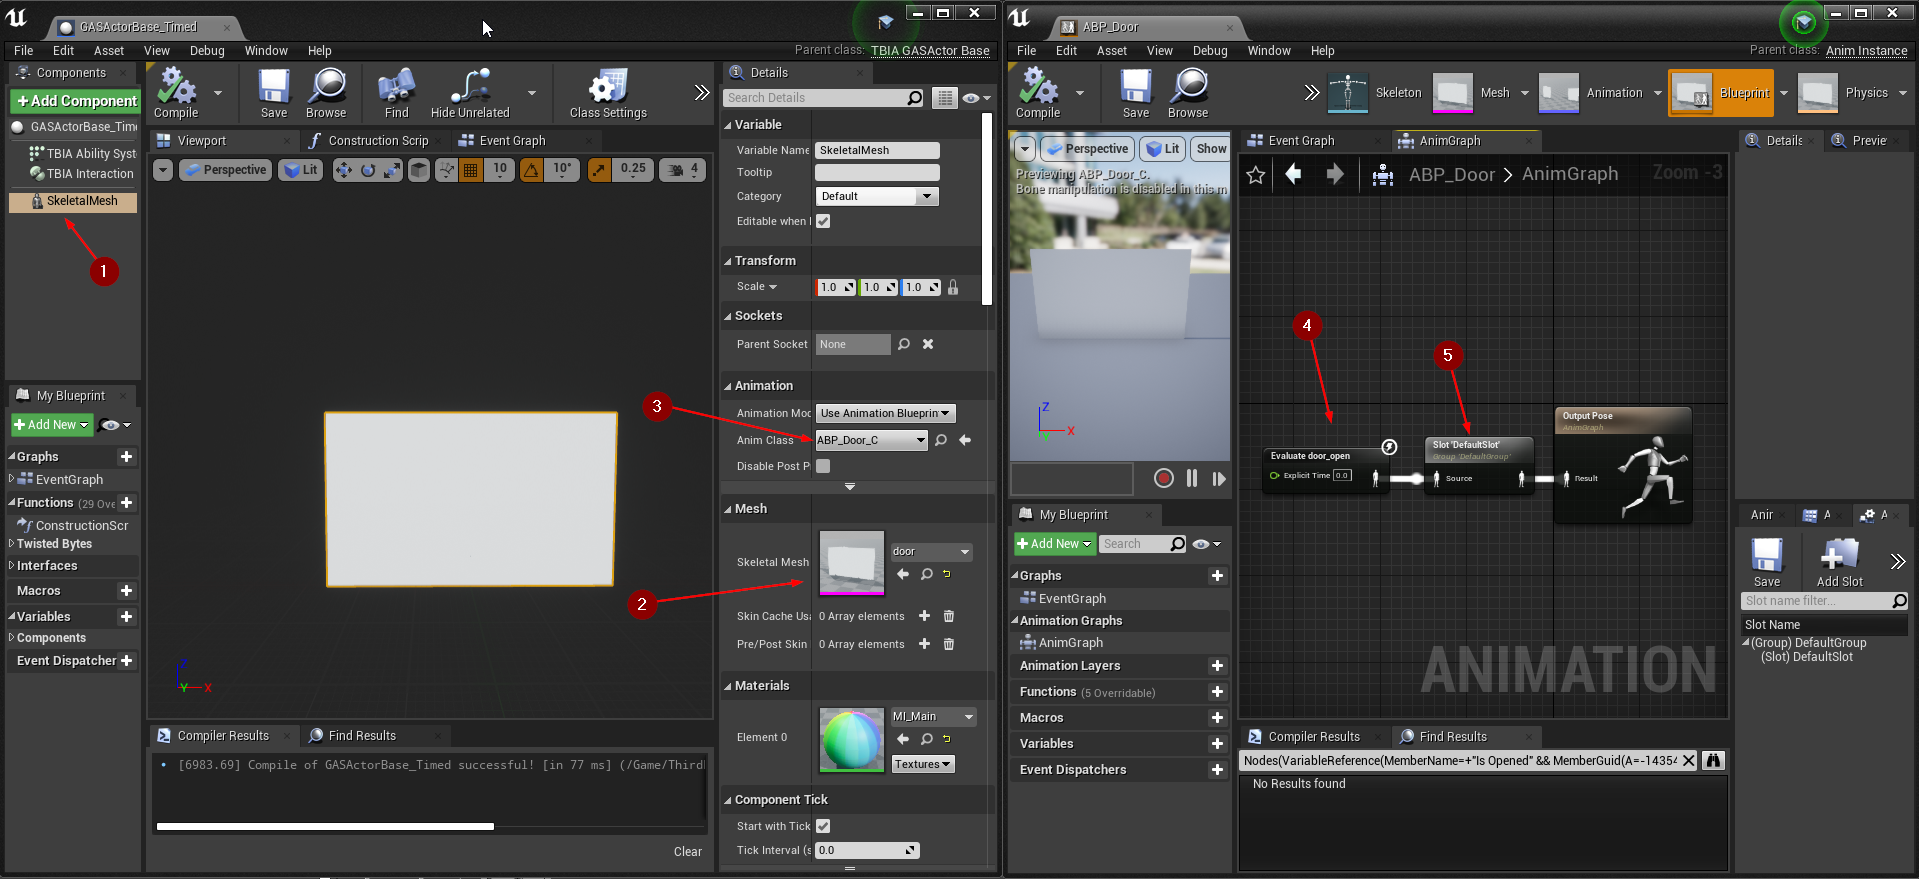 GASActorBase_Timed
File Edit Asset View Debug Window Help
Parent class: TBIA GASActor Base
Components
+Add Component
GASActorBase_Time
TBIA Ability Syst
TBIA Interaction
SkeletalMesh
1
My Blueprint
+Add New
Graphs
EventGraph
Functions (29 Ove
ConstructionScr
Twisted Bytes
Interfaces
Macros
Variables
Components
Event Dispatcher
Compile
Save
Browse
Find
Hide Unrelated
Class Settings
Viewport
Construction Scrip
Event Graph
Perspective
Lit
10
10°
0.25
4
Z
Y
X
Compiler Results
Find Results
[6983.69] Compile of GASActorBase_Timed successful! [in 77 ms] (/Game/Third
Clear
Details
Search Details
Variable
Variable Name SkeletalMesh
Tooltip
Category Default
Editable when I
Transform
Scale 1.0 1.0 1.0
Sockets
Parent Socket None
Animation
3
Animation Mod Use Animation Blueprin
Anim Class ABP_Door_C
Disable Post P
Mesh
Skeletal Mesh door
2
Skin Cache Usa 0 Array elements
Pre/Post Skin 0 Array elements
Materials
Element 0 MI_Main
Textures
Component Tick
Start with Tick
Tick Interval (s 0.0
ABP_Door
File Edit Asset View Debug Window Help
Parent class: Anim Instance
Compile
Save
Browse
Skeleton
Mesh
Animation
Blueprint
Physics
Perspective
Lit
Show
Previewing ABP_Door_C.
Bone manipulation is disabled in this m
Z
X
Y
My Blueprint
+Add New
Search
Graphs
EventGraph
Animation Graphs
AnimGraph
Animation Layers
Functions (5 Overridable)
Macros
Variables
Event Dispatchers
Event Graph
AnimGraph
ABP_Door > AnimGraph
Zoom -3
4
5
Evaluate door_open
Explicit Time 0.0
Slot 'DefaultSlot'
Group 'DefaultGroup'
Source
Output Pose
AnimGraph
Result
ANIMATION
Compiler Results
Find Results
Nodes(VariableReference(MemberName=+"Is Opened" && MemberGuid(A=-14354
No Results found
Details
Previe
Anir
A
A
Save
Add Slot
Slot name filter...
Slot Name
(Group) DefaultGroup
(Slot) DefaultSlot